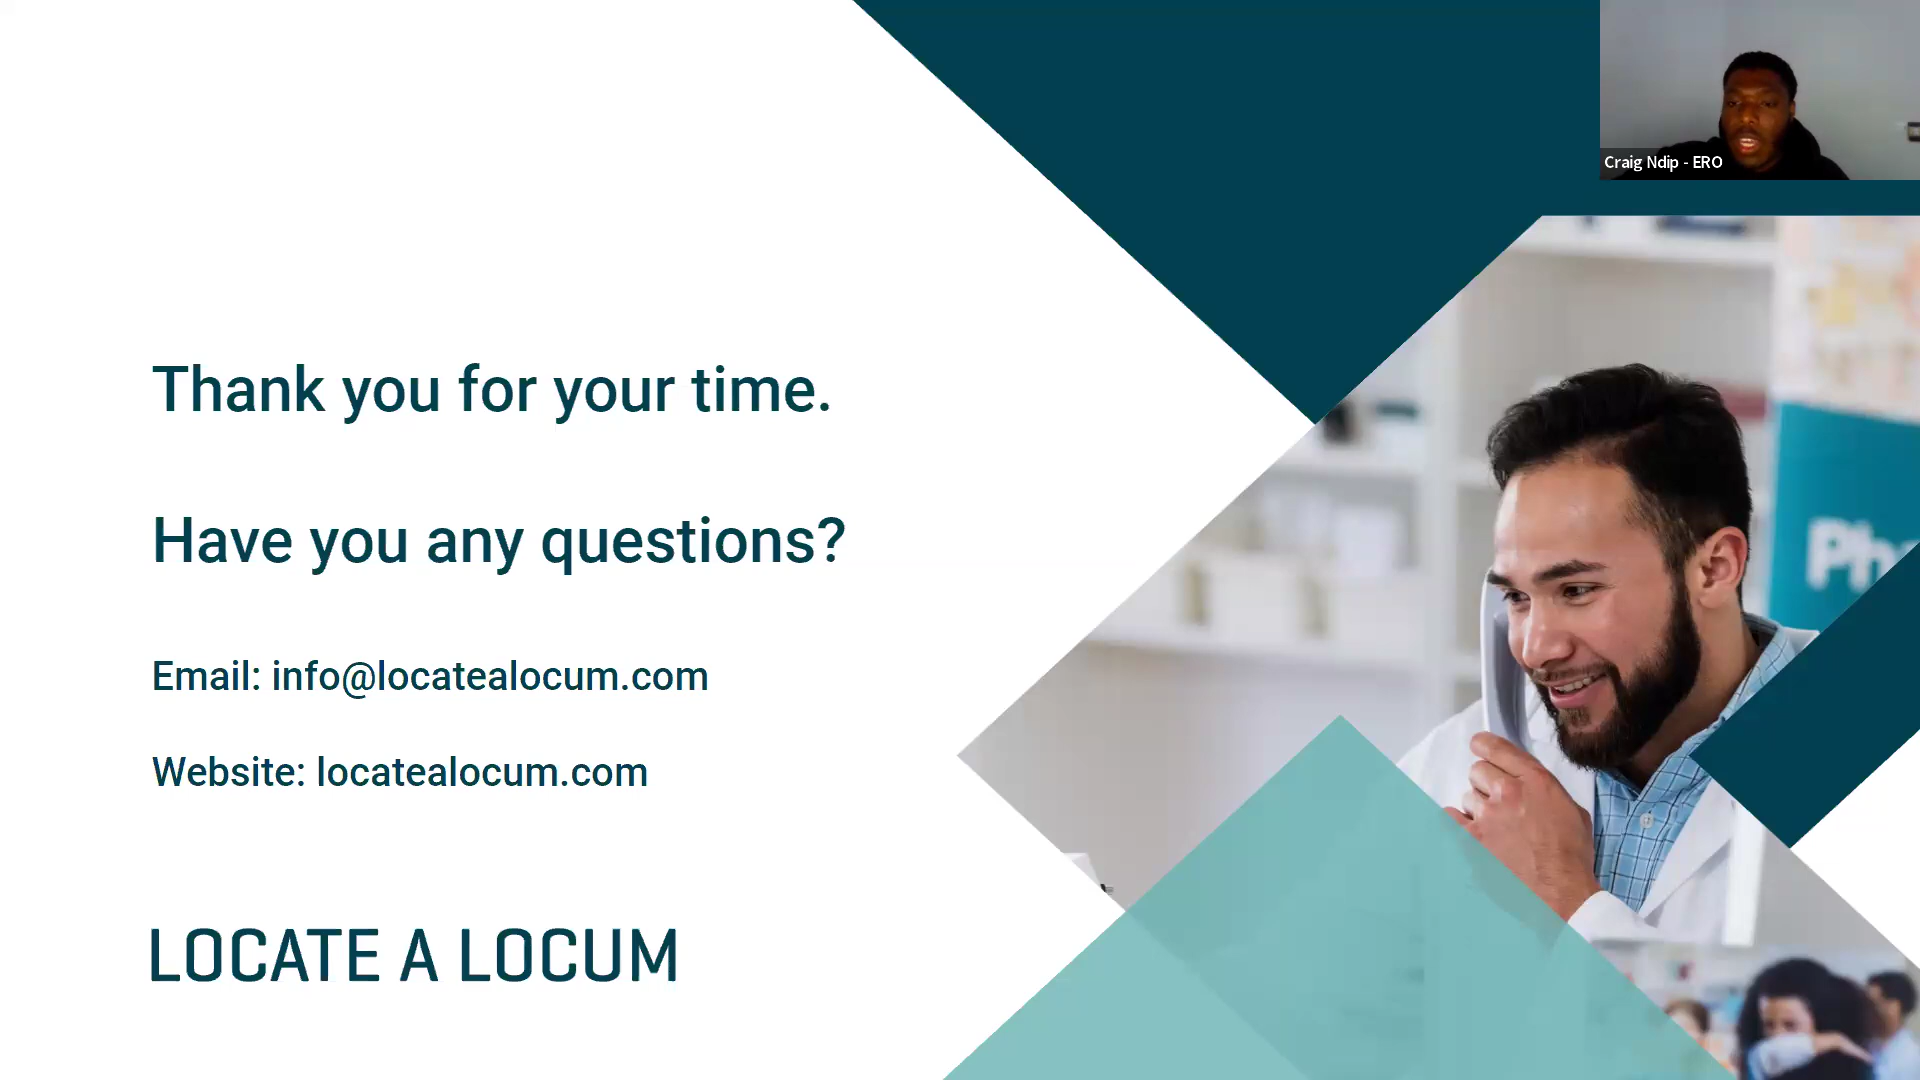 Craig Ndip - ERO
Thank you for your time.
Have you any questions?
Email: info@locatealocum.com
Website: locatealocum.com
LOCATE A LOCUM
Ph